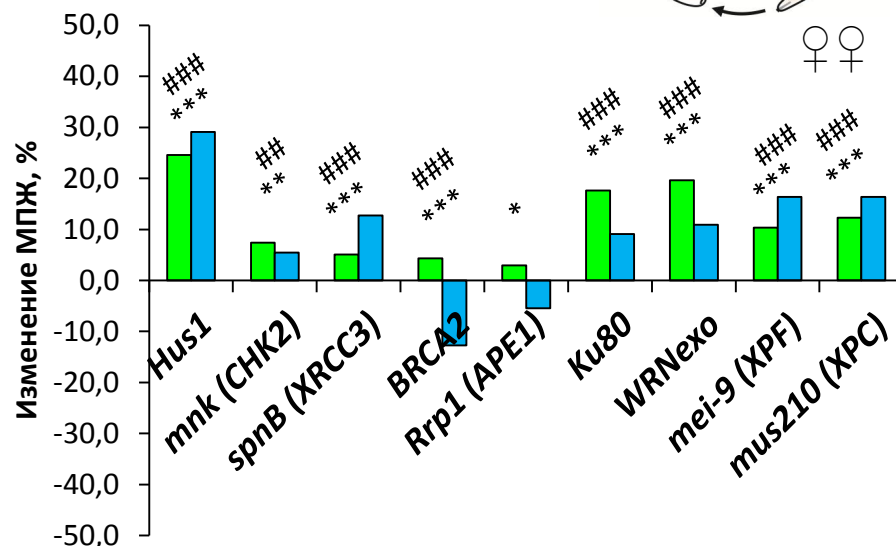 Изменение МПЖ, %
50,0
40,0
30,0
20,0
10,0
0,0
-10,0
-20,0
-30,0
-40,0
-50,0
♀♀
###
***
##
**
###
***
###
***
*
###
***
###
***
###
***
###
***
Hus1
mnk (CHK2)
spnB (XRCC3)
BRCA2
Rrp1 (APE1)
Ku80
WRNexo
mei-9 (XPF)
mus210 (XPC)